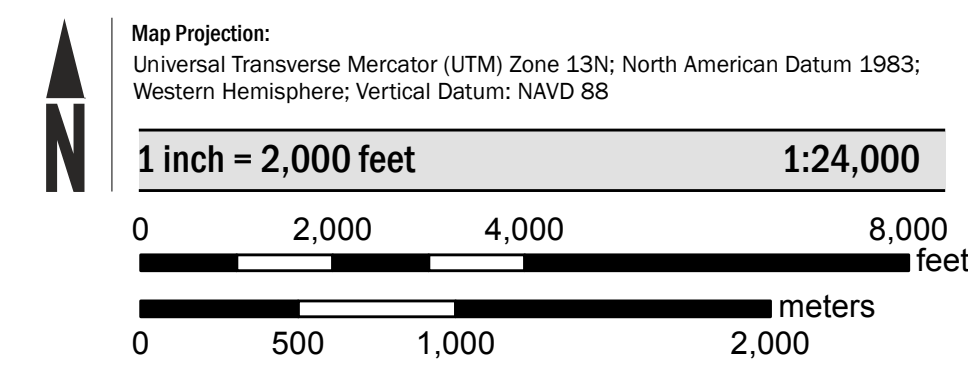 N
Map Projection:
Universal Transverse Mercator (UTM) Zone 13N; North American Datum 1983;
Western Hemisphere; Vertical Datum: NAVD 88
1 inch = 2,000 feet 1:24,000
0 2,000 4,000 8,000
feet
meters
0 500 1,000 2,000